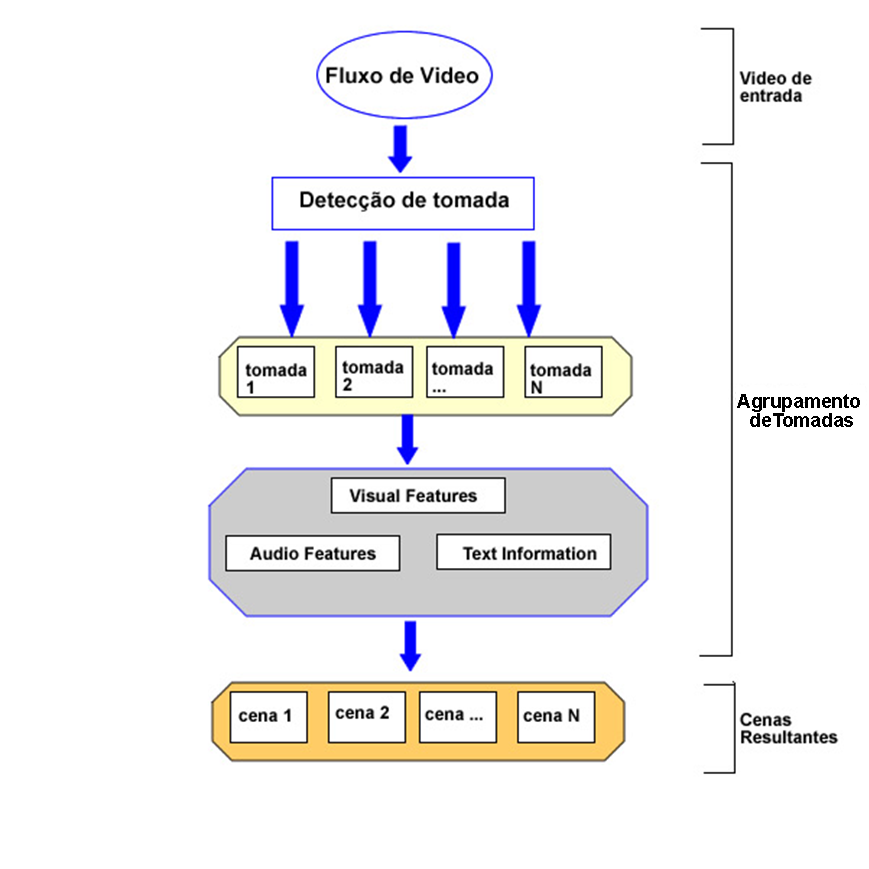 Fluxo de Video
Video de
entrada
Detecção de tomada
tomada
1
tomada
2
tomada
...
tomada
N
Agrupamento
deTomadas
Visual Features
Audio Features
Text Information
cena 1
cena 2
cena ...
cena N
Cenas
Resultantes